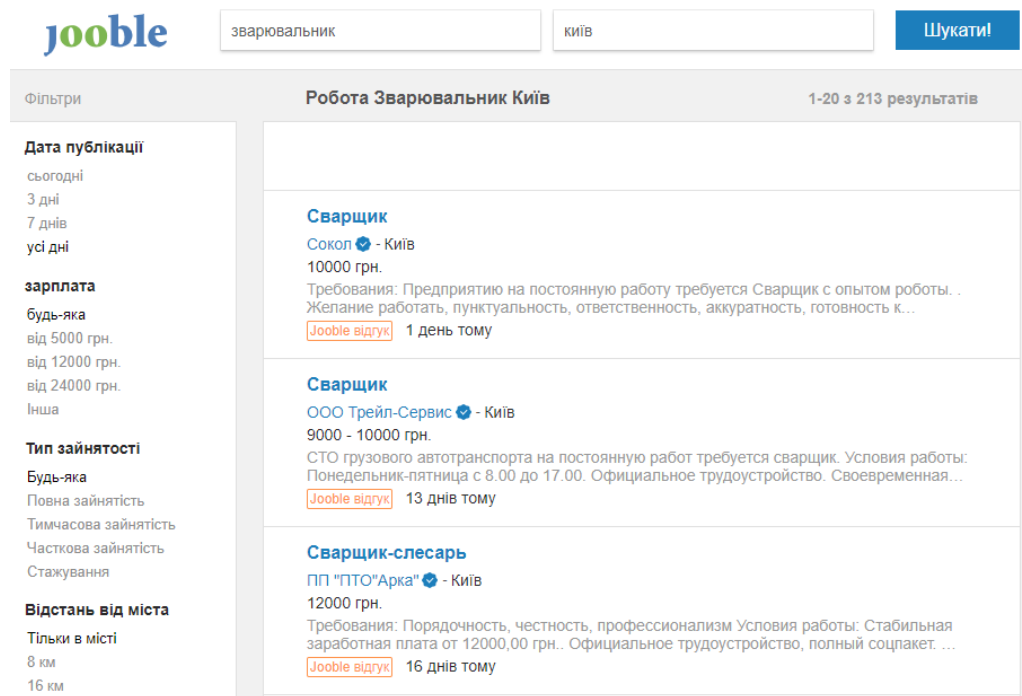 jooble
зварювальник
київ
Шукати!
Фільтри
Робота Зварювальник Київ
1-20 з 213 результатів
Дата публікації
сьогодні
3 дні
7 днів
усі дні
зарплата
будь-яка
від 5000 грн.
від 12000 грн.
від 24000 грн.
Інша
Тип зайнятості
Будь-яка
Повна зайнятість
Тимчасова зайнятість
Часткова зайнятість
Стажування
Відстань від міста
Тільки в місті
8 км
16 км
Сварщик
Сокол - Київ
10000 грн.
Требования: Предприятию на постоянную работу требуется Сварщик с опытом роботы. .
Желание работать, пунктуальность, ответственность, аккуратность, готовность к...
Jooble відгук 1 день тому
Сварщик
ООО Трейл-Сервис - Київ
9000 - 10000 грн.
СТО грузового автотранспорта на постоянную работ требуется сварщик. Условия работы:
Понедельник-пятница с 8.00 до 17.00. Официальное трудоустройство. Своевременная...
Jooble відгук 13 днів тому
Сварщик-слесарь
ПП "ПТО"Арка" - Київ
12000 грн.
Требования: Порядочность, честность, профессионализм Условия работы: Стабильная
заработная плата от 12000,00 грн.. Официальное трудоустройство, полный соцпакет. ...
Jooble відгук 16 днів тому